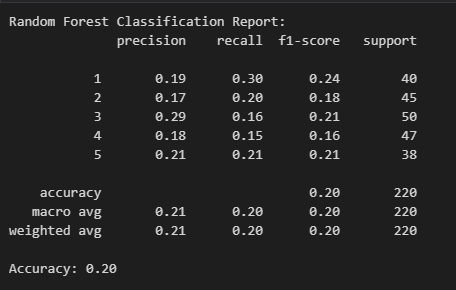 Random Forest Classification Report:
precision recall f1-score support
1 0.19 0.30 0.24 40
2 0.17 0.20 0.18 45
3 0.29 0.16 0.21 50
4 0.18 0.15 0.16 47
5 0.21 0.21 0.21 38
accuracy 0.20 220
macro avg 0.21 0.20 0.20 220
weighted avg 0.21 0.20 0.20 220
Accuracy: 0.20